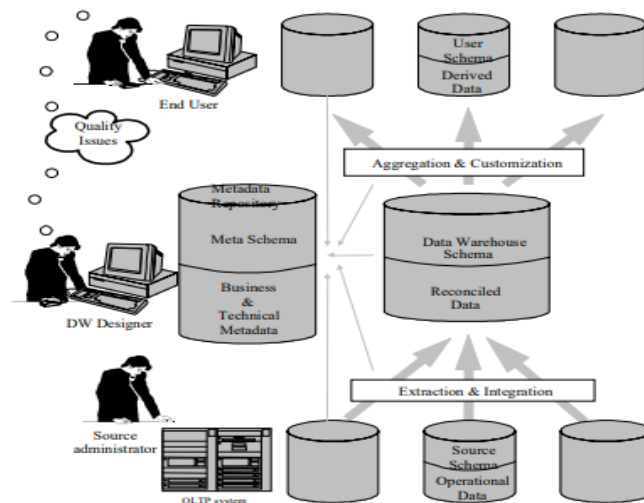 User
Schema
Derived
Data
End User
Quality
Issues
Aggregation & Customization
Metadata
Repository
Meta Schema
Data Warehouse
Schema
Business
&
Technical
Metadata
Reconciled
Data
DW Designer
Extraction & Integration
Source
administrator
Source
Schema
Operational
Data
OLTP system